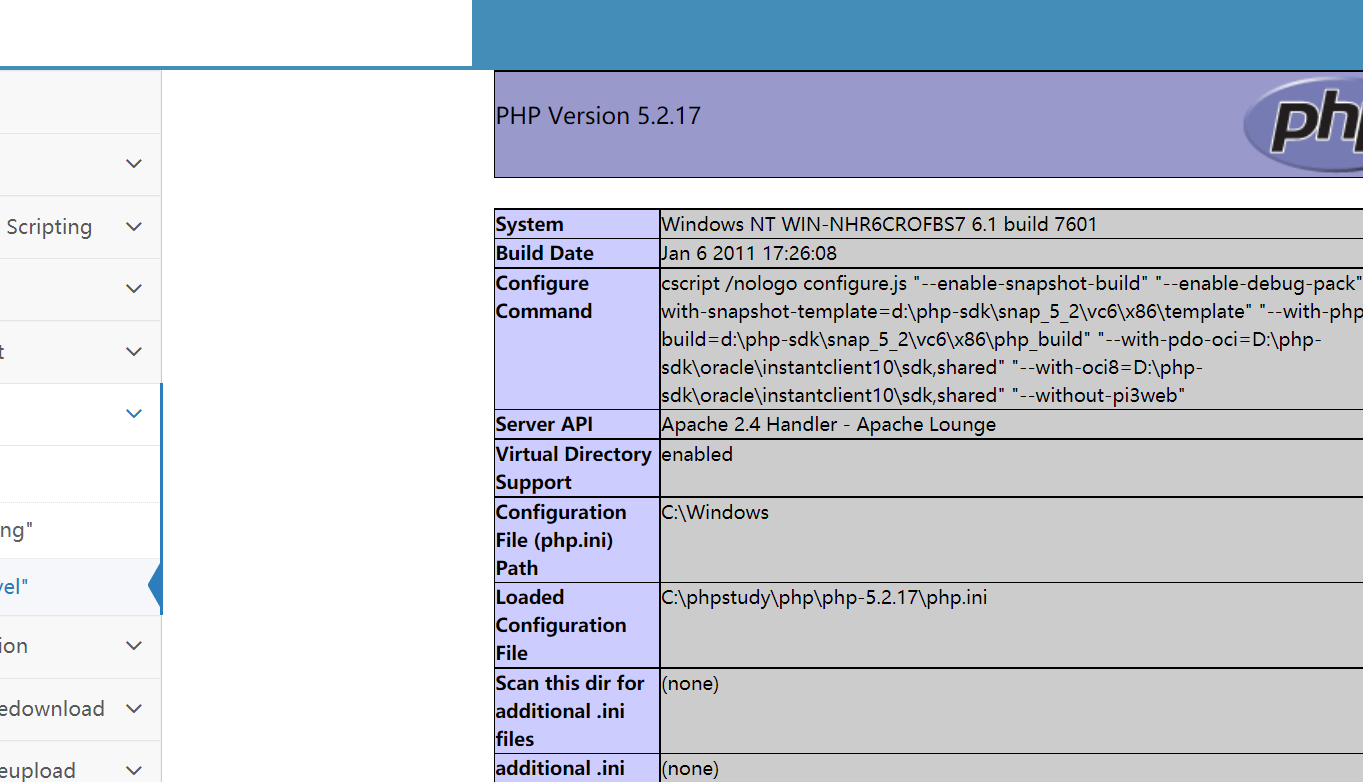 PHP Version 5.2.17
System Windows NT WIN-NHR6CROFBS7 6.1 build 7601
Scripting
Build Date Jan 6 2011 17:26:08
Configure cscript /nologo configure.js "--enable-snapshot-build" "--enable-debug-pack"
Command with-snapshot-template=d:\php-sdk\snap_5_2\vc6\x86\template" "--with-php
build=d:\php-sdk\snap_5_2\vc6\x86\php_build" "--with-pdo-oci=D:\php-
sdk\oracle\instantclient10\sdk,shared" "--with-oci8=D:\php-
sdk\oracle\instantclient10\sdk,shared" "--without-pi3web"
Server API Apache 2.4 Handler - Apache Lounge
Virtual Directory enabled
Support
Configuration C:\Windows
File (php.ini)
Path
ng"
vel"
Loaded C:\phpstudy\php\php-5.2.17\php.ini
Configuration
File
ion
Scan this dir for (none)
additional .ini
files
edownload
additional .ini (none)
eupload